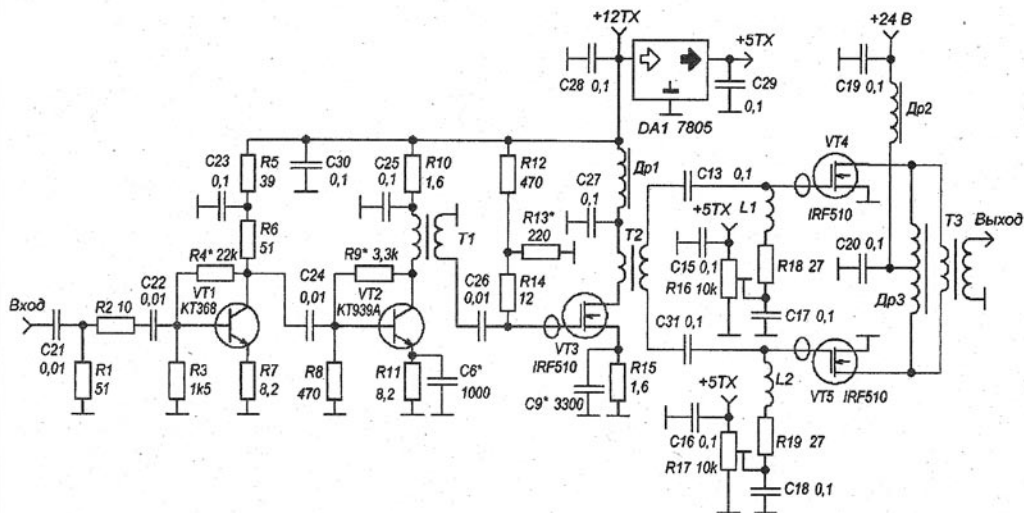 +12TX
+24 В
+5TX
C28 0,1
C29
0,1
DA1 7805
C19 0,1
Др2
C23
0,1
R5
39
C30
0,1
C25
0,1
R10
1,6
R12
470
C27
0,1
Др1
C13 0,1
VT4
IRF510
R6
51
R4* 22k
R9* 3,3k
T1
R13*
220
T2
+5TX
L1
C15 0,1
R16 10k
R18 27
C17 0,1
C20 0,1
Др3
T3
Выход
Вход
C21
0,01
R1
51
R2 10
C22
0,01
VT1
КТ368
R3
1k5
R7
8,2
C24
0,01
VT2
КТ939А
R8
470
R11
8,2
C6*
1000
C26
0,01
R14
12
VT3
IRF510
C9* 3300
R15
1,6
C31 0,1
+5TX
L2
VT5 IRF510
C16 0,1
R17 10k
R19 27
C18 0,1